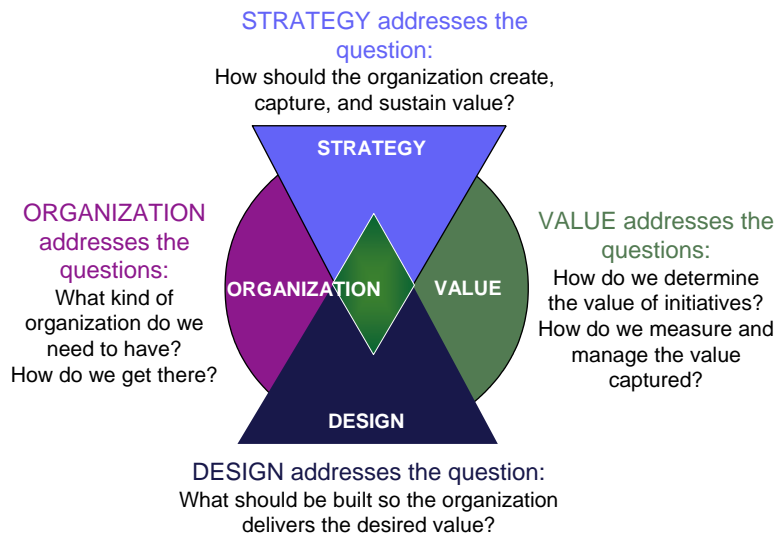 STRATEGY addresses the
question:
How should the organization create,
capture, and sustain value?
STRATEGY
ORGANIZATION
addresses the
questions:
What kind of
organization do we
need to have?
How do we get there?
ORGANIZATION
VALUE
VALUE addresses the
questions:
How do we determine
the value of initiatives?
How do we measure and
manage the value
captured?
DESIGN
DESIGN addresses the question:
What should be built so the organization
delivers the desired value?